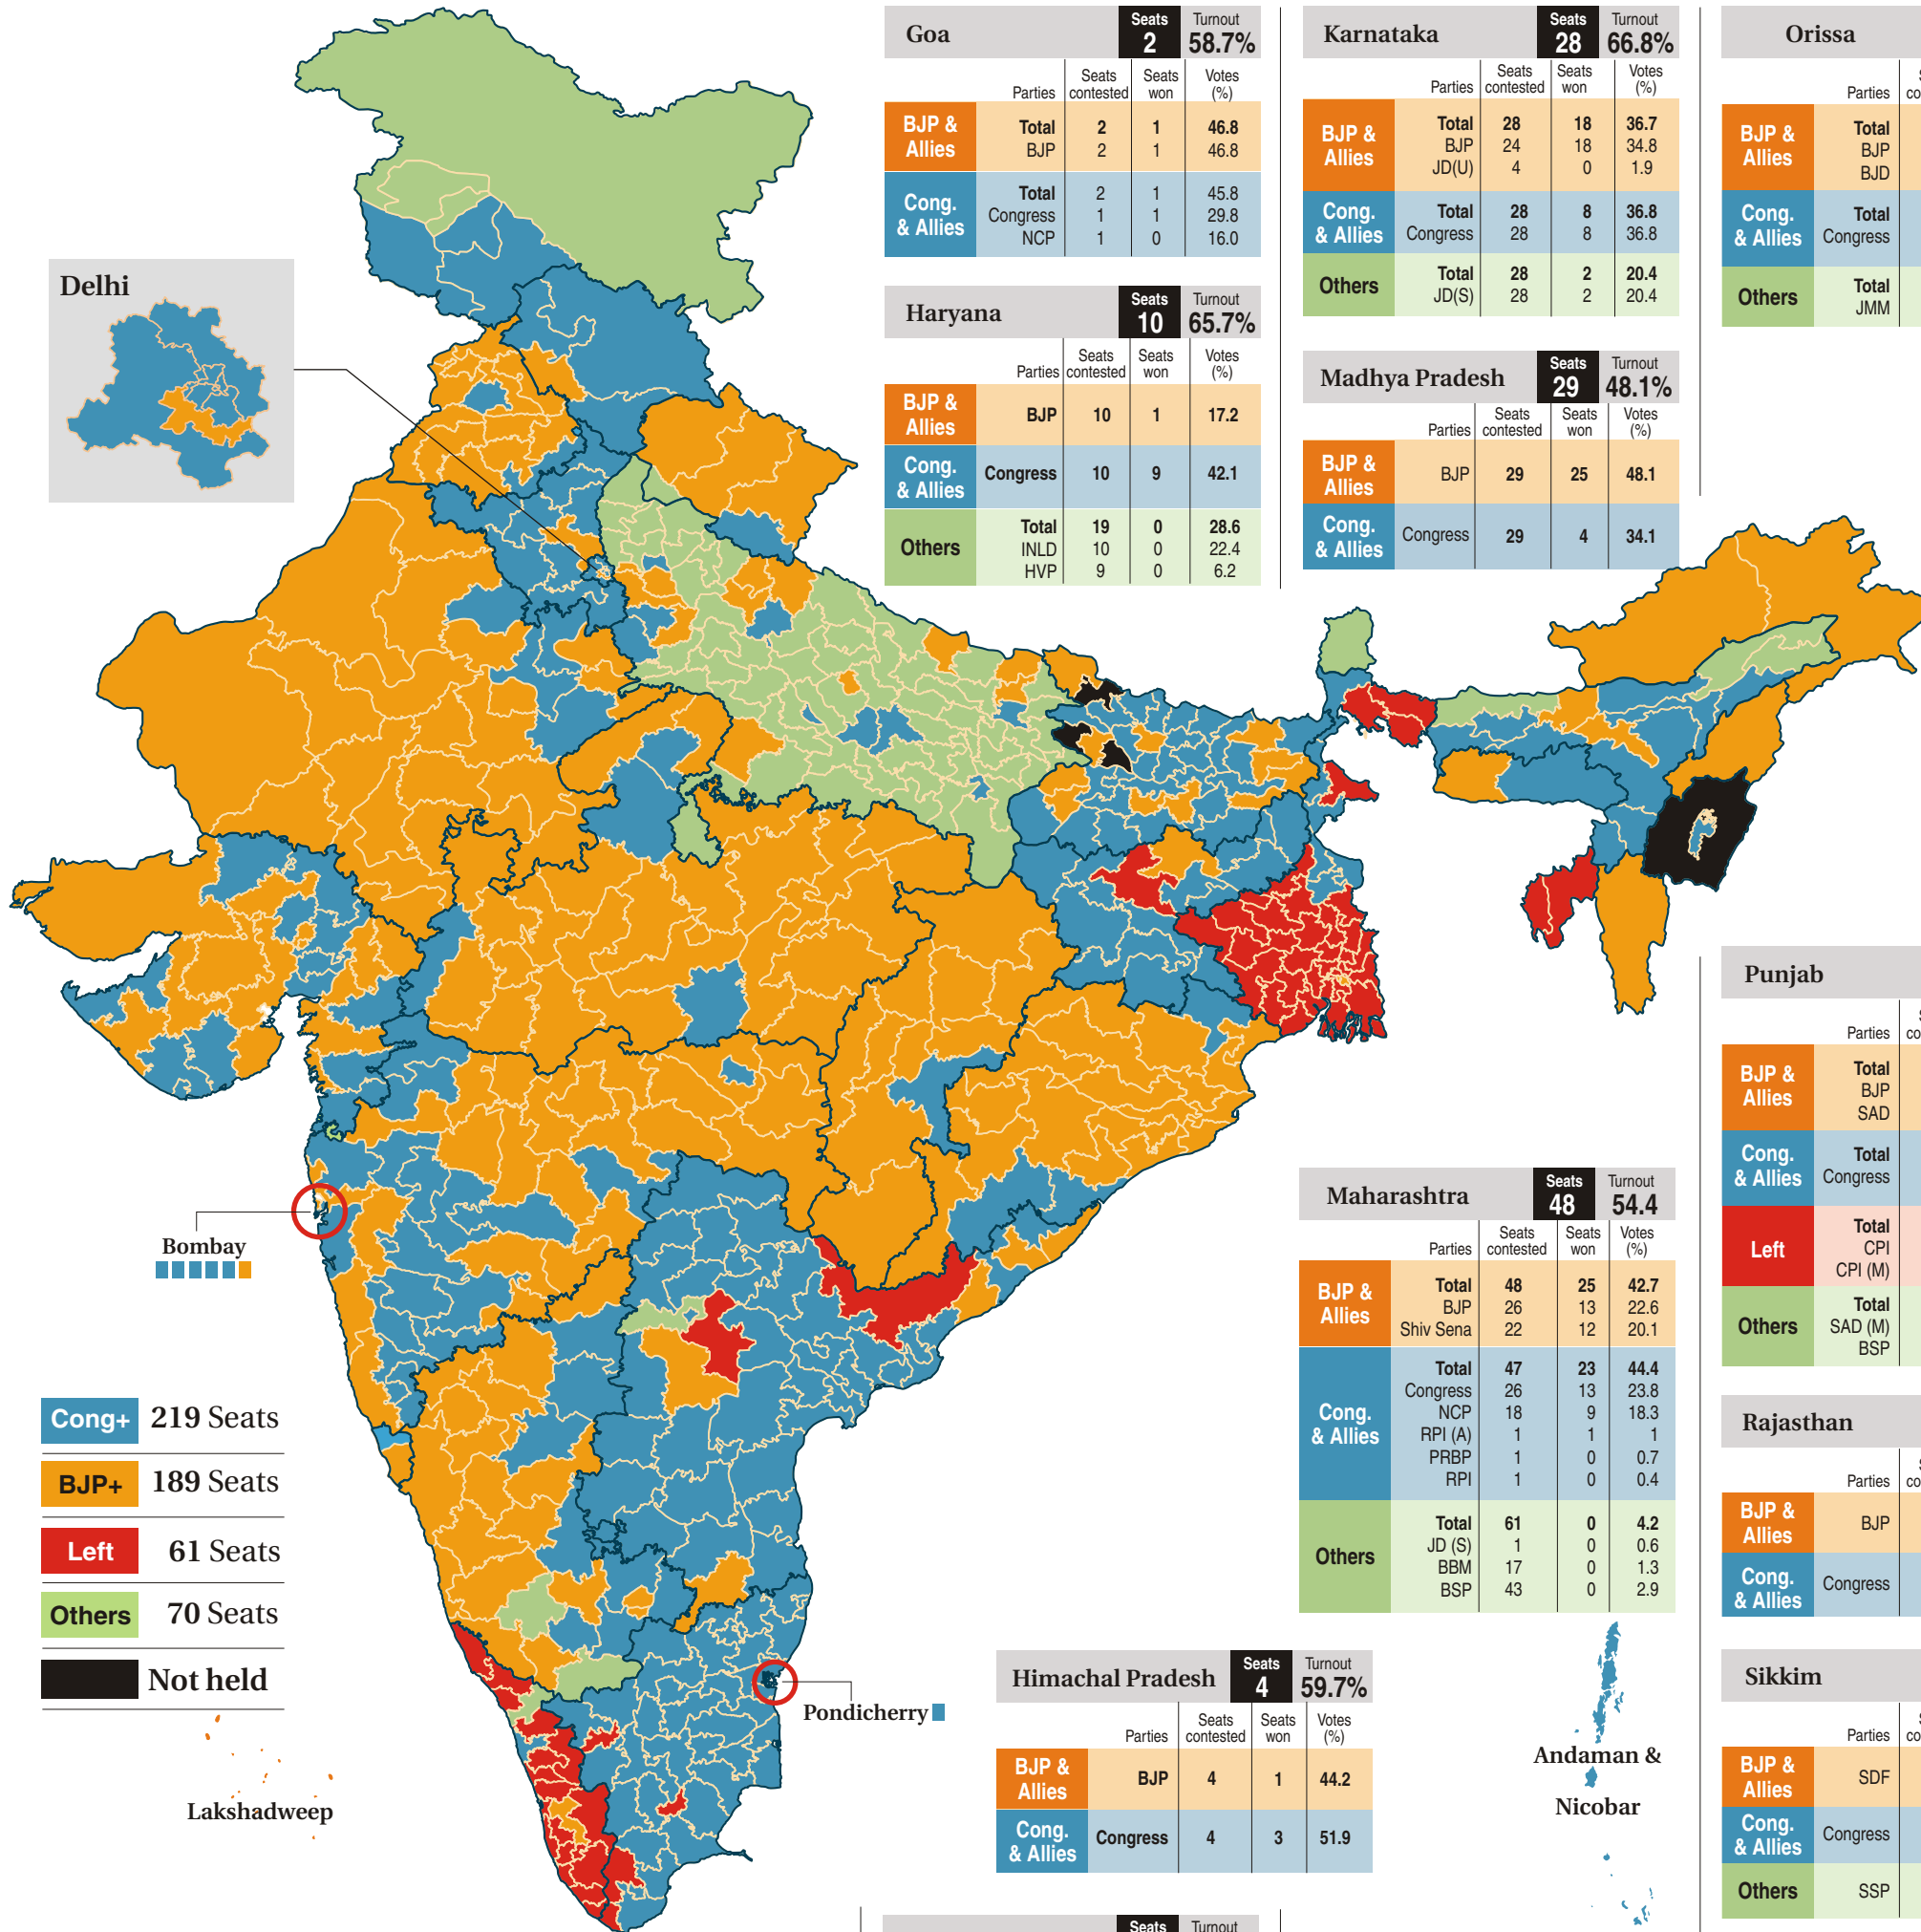 Delhi
Bombay
Cong+ 219 Seats
BJP+ 189 Seats
Left 61 Seats
Others 70 Seats
Not held
Lakshadweep
Pondicherry
Andaman &
Nicobar
Goa Seats 2 Turnout 58.7%
Parties Seats contested Seats won Votes (%)
BJP & Allies
Total 2 1 46.8
BJP 2 1 46.8
Cong. & Allies
Total 2 1 45.8
Congress 1 1 29.8
NCP 1 0 16.0
Haryana Seats 10 Turnout 65.7%
Parties Seats contested Seats won Votes (%)
BJP & Allies
BJP 10 1 17.2
Cong. & Allies
Congress 10 9 42.1
Others
Total 19 0 28.6
INLD 10 0 22.4
HVP 9 0 6.2
Karnataka Seats 28 Turnout 66.8%
Parties Seats contested Seats won Votes (%)
BJP & Allies
Total 28 18 36.7
BJP 24 18 34.8
JD(U) 4 0 1.9
Cong. & Allies
Total 28 8 36.8
Congress 28 8 36.8
Others
Total 28 2 20.4
JD(S) 28 2 20.4
Madhya Pradesh Seats 29 Turnout 48.1%
Parties Seats contested Seats won Votes (%)
BJP & Allies
BJP 29 25 48.1
Cong. & Allies
Congress 29 4 34.1
Maharashtra Seats 48 Turnout 54.4
Parties Seats contested Seats won Votes (%)
BJP & Allies
Total 48 25 42.7
BJP 26 13 22.6
Shiv Sena 22 12 20.1
Cong. & Allies
Total 47 23 44.4
Congress 26 13 23.8
NCP 18 9 18.3
RPI (A) 1 1 1
PRBP 1 0 0.7
RPI 1 0 0.4
Others
Total 61 0 4.2
JD (S) 1 0 0.6
BBM 17 0 1.3
BSP 43 0 2.9
Himachal Pradesh Seats 4 Turnout 59.7%
Parties Seats contested Seats won Votes (%)
BJP & Allies
BJP 4 1 44.2
Cong. & Allies
Congress 4 3 51.9
Seats Turnout
Orissa
Parties
BJP & Allies
Total
BJP
BJD
Cong. & Allies
Total
Congress
Others
Total
JMM
Punjab
Parties
BJP & Allies
Total
BJP
SAD
Cong. & Allies
Total
Congress
Left
Total
CPI
CPI (M)
Others
Total
SAD (M)
BSP
Rajasthan
Parties
BJP & Allies
BJP
Cong. & Allies
Congress
Sikkim
Parties
BJP & Allies
SDF
Cong. & Allies
Congress
Others
SSP